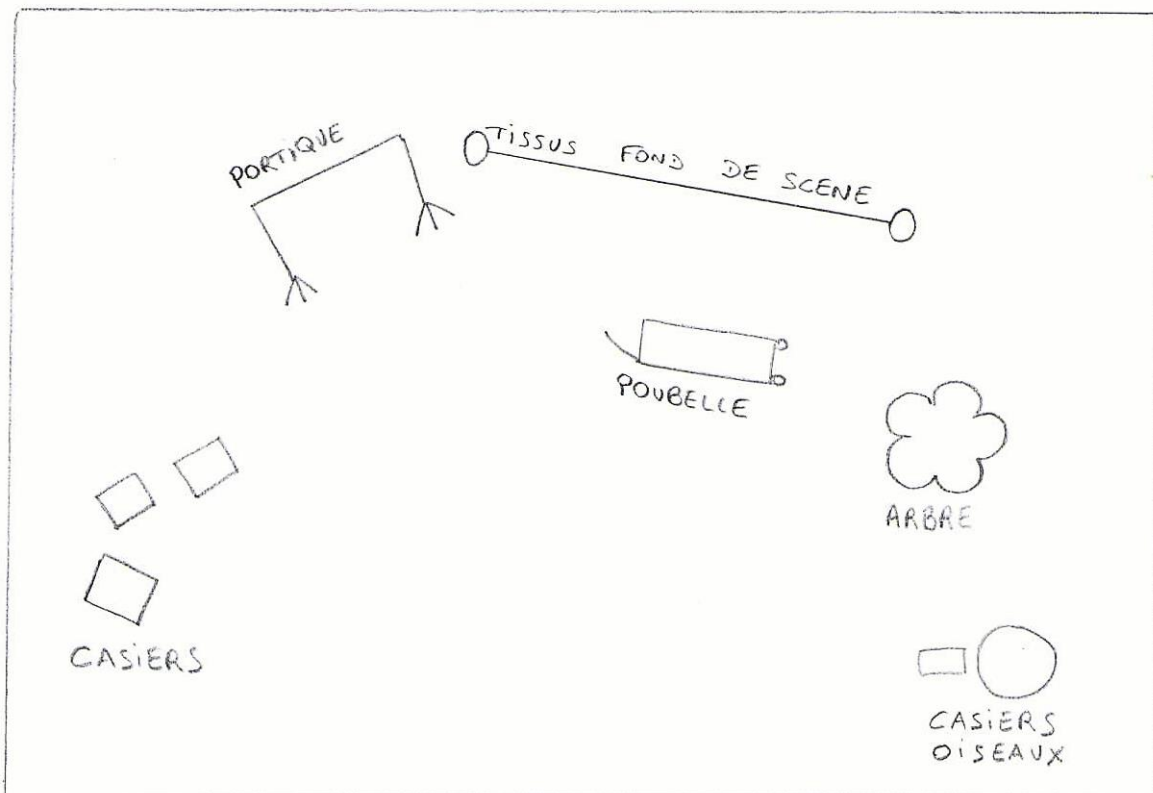 PORTIQUE
TISSUS FOND DE SCENE
POUBELLE
ARBRE
CASIERS
CASIERS
OISEAUX